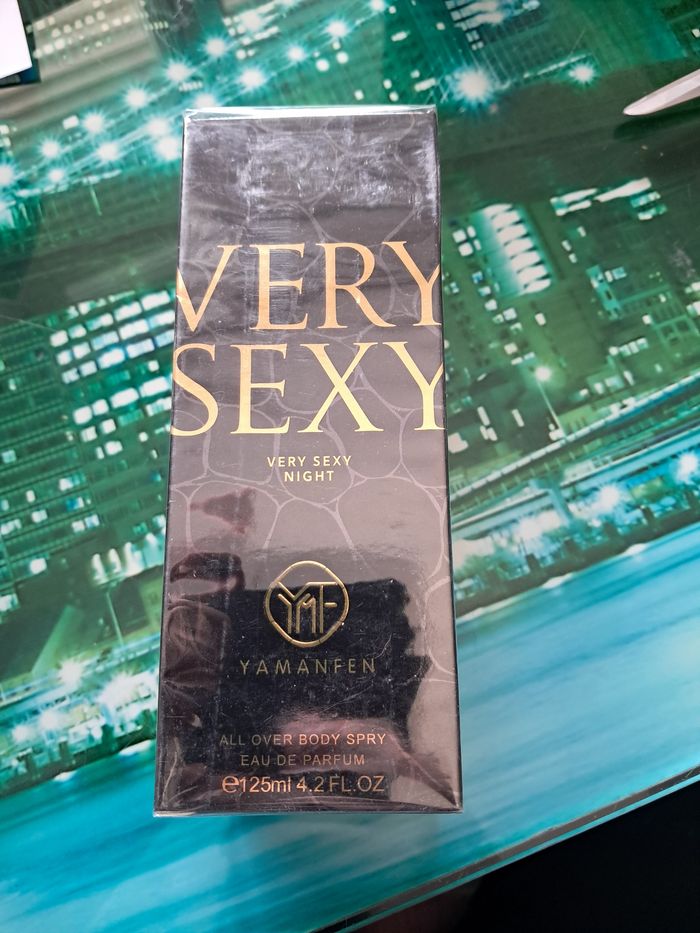 VERY
SEXY
VERY SEXY
NIGHT
YMF
YAMANFEN
ALL OVER BODY SPRY
EAU DE PARFUM
℮125ml 4.2 FL.OZ